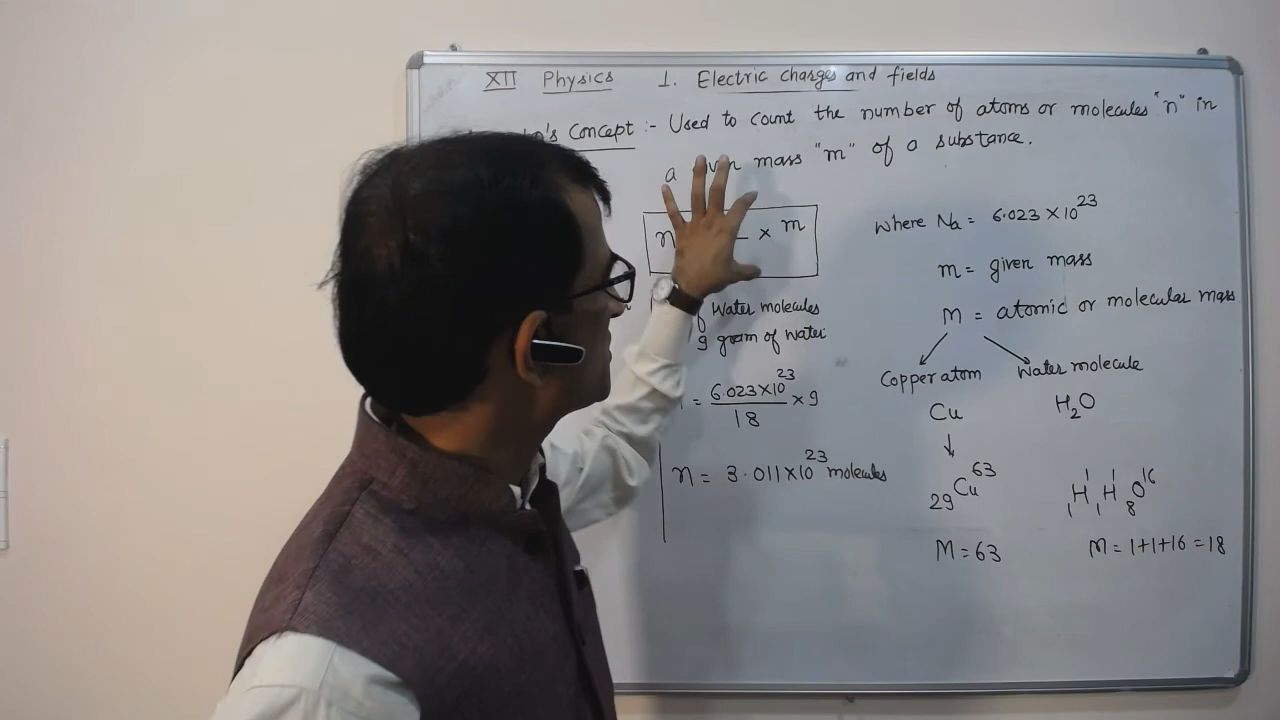 XII Physics 1. Electric charges and fields
's Concept :- Used to count the number of atoms or molecules "n" in
a given mass "m" of a substance.
n × m
where Na = 6.023 × 10^23
m = given mass
M = atomic or molecular mass
of Water molecules
9 gram of water
= 6.023×10^23 / 18 × 9
n = 3.011×10^23 molecules
Copper atom Water molecule
Cu H₂O
₂₉Cu⁶³ ₁H¹ ₁H¹ ₈O¹⁶
M = 63 M = 1+1+16 = 18